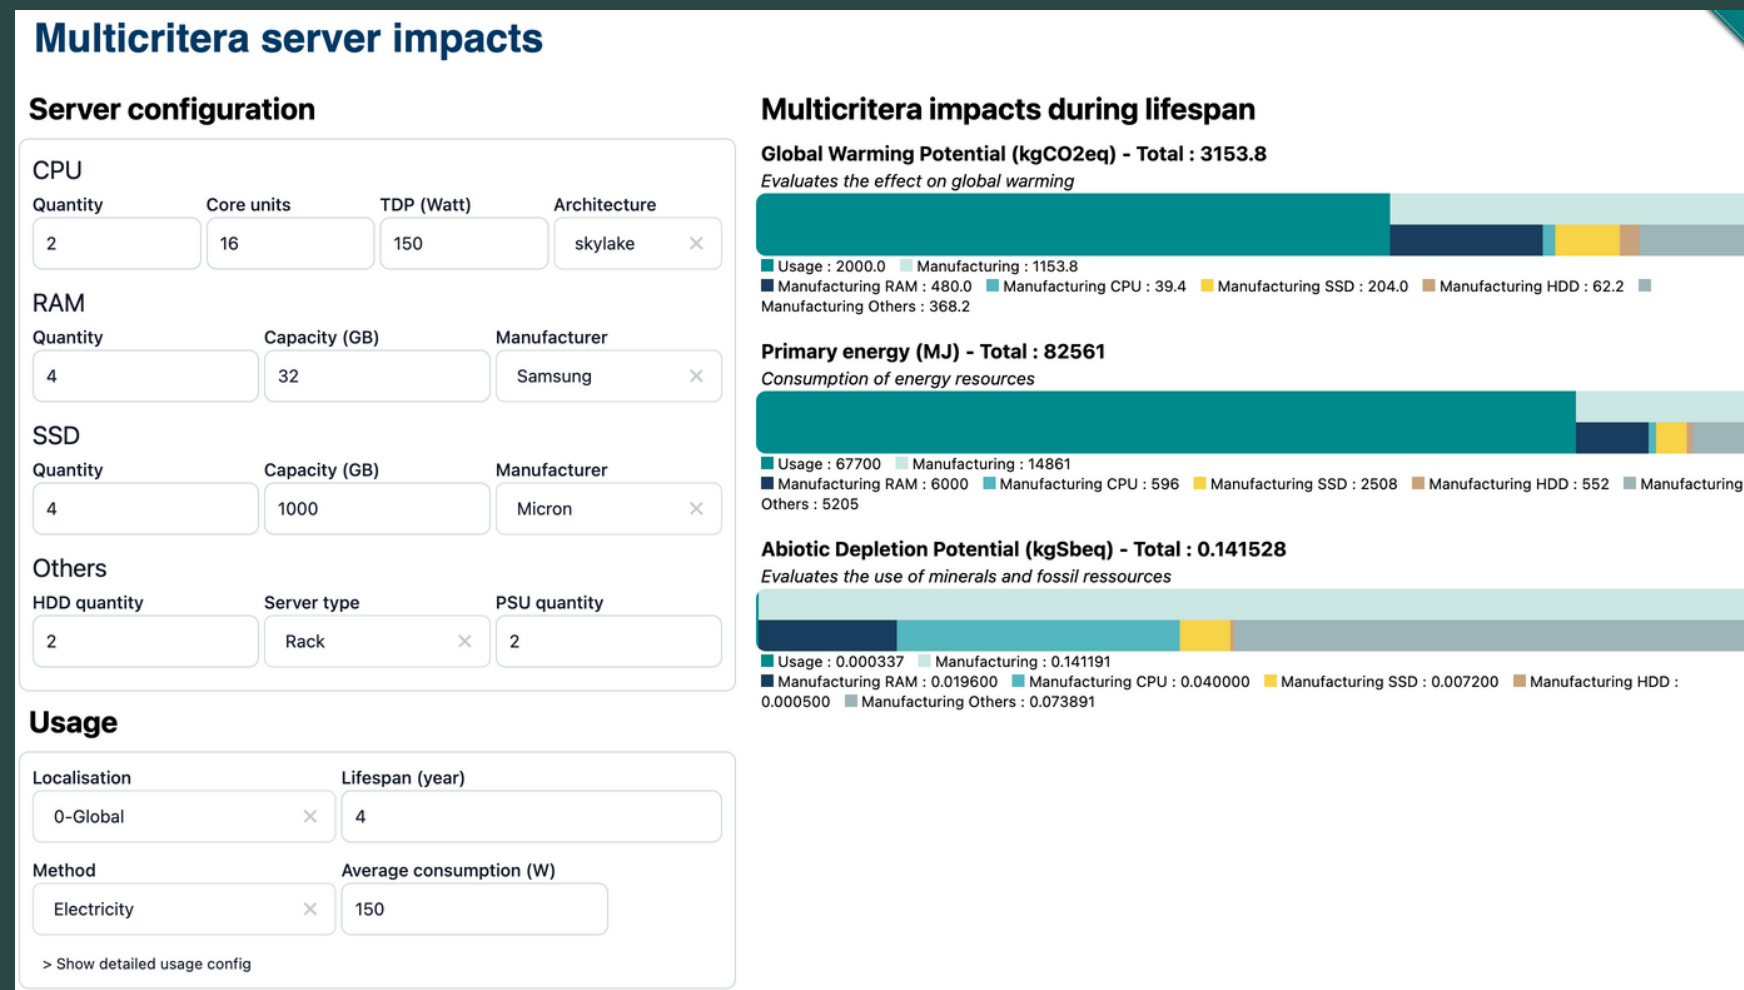 Multicritera server impacts
Server configuration
CPU
Quantity Core units TDP (Watt) Architecture
2 16 150 skylake ×
RAM
Quantity Capacity (GB) Manufacturer
4 32 Samsung ×
SSD
Quantity Capacity (GB) Manufacturer
4 1000 Micron ×
Others
HDD quantity Server type PSU quantity
2 Rack × 2
Usage
Localisation Lifespan (year)
0-Global × 4
Method Average consumption (W)
Electricity × 150
> Show detailed usage config
Multicritera impacts during lifespan
Global Warming Potential (kgCO2eq) - Total : 3153.8
Evaluates the effect on global warming
Usage : 2000.0 Manufacturing : 1153.8
Manufacturing RAM : 480.0 Manufacturing CPU : 39.4 Manufacturing SSD : 204.0 Manufacturing HDD : 62.2
Manufacturing Others : 368.2
Primary energy (MJ) - Total : 82561
Consumption of energy resources
Usage : 67700 Manufacturing : 14861
Manufacturing RAM : 6000 Manufacturing CPU : 596 Manufacturing SSD : 2508 Manufacturing HDD : 552 Manufacturing
Others : 5205
Abiotic Depletion Potential (kgSbeq) - Total : 0.141528
Evaluates the use of minerals and fossil ressources
Usage : 0.000337 Manufacturing : 0.141191
Manufacturing RAM : 0.019600 Manufacturing CPU : 0.040000 Manufacturing SSD : 0.007200 Manufacturing HDD :
0.000500 Manufacturing Others : 0.073891